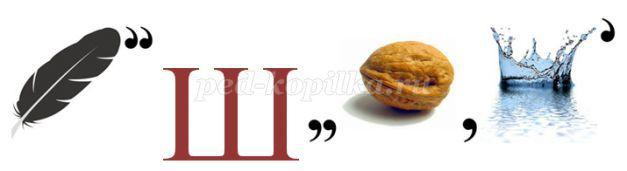 ” Ш „ , ’
ped-kopilka.ru